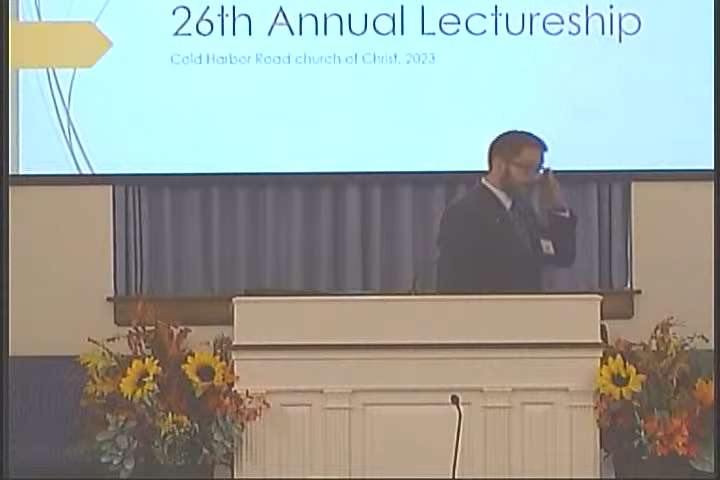 26th Annual Lectureship
Cold Harbor Road church of Christ, 2023